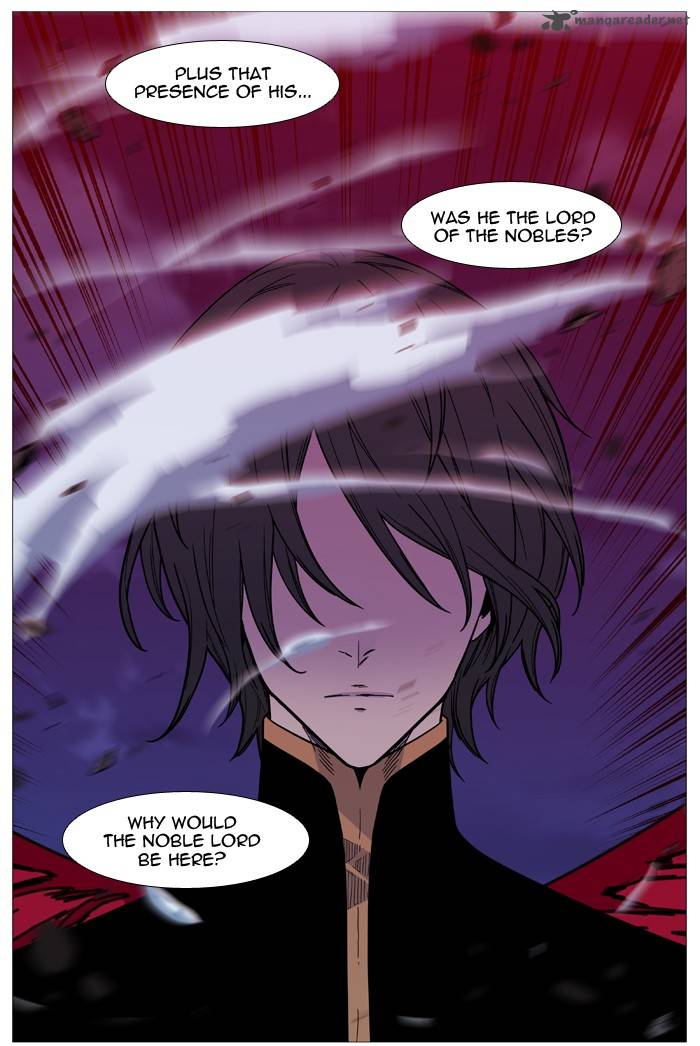 mangareader.net
PLUS THAT
PRESENCE OF HIS...
WAS HE THE LORD
OF THE NOBLES?
WHY WOULD
THE NOBLE LORD
BE HERE?